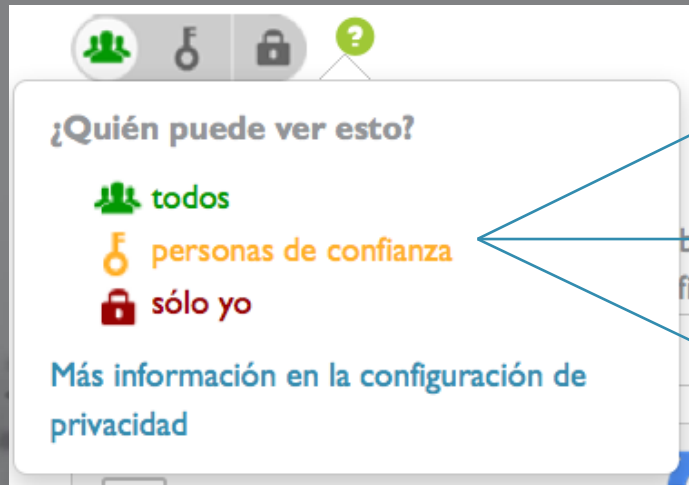 ?
¿Quién puede ver esto?
todos
personas de confianza
sólo yo
Más información en la configuración de
privacidad